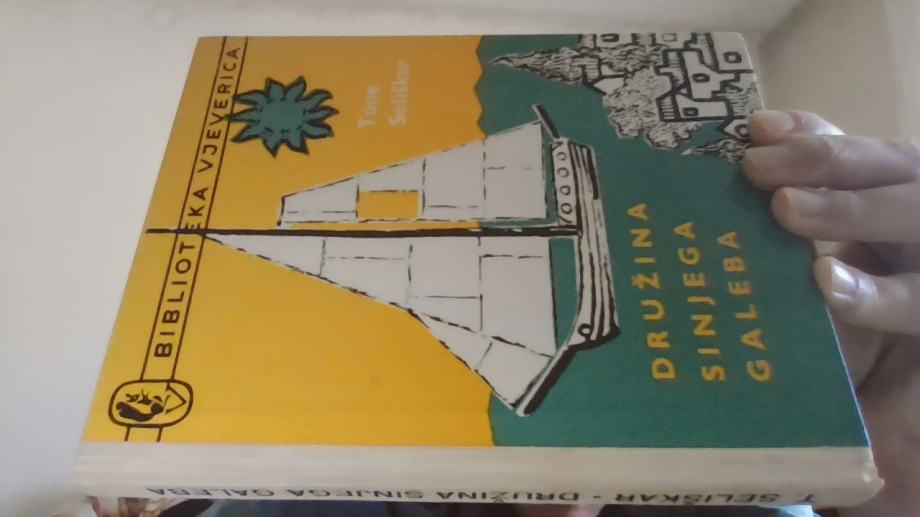 BIBLIOTEKA VJEVERICA
Tone
Seliškar
DRUŽINA
SINJEGA
GALEBA
T. SELIŠKAR - DRUŽINA SINJEGA GALEBA